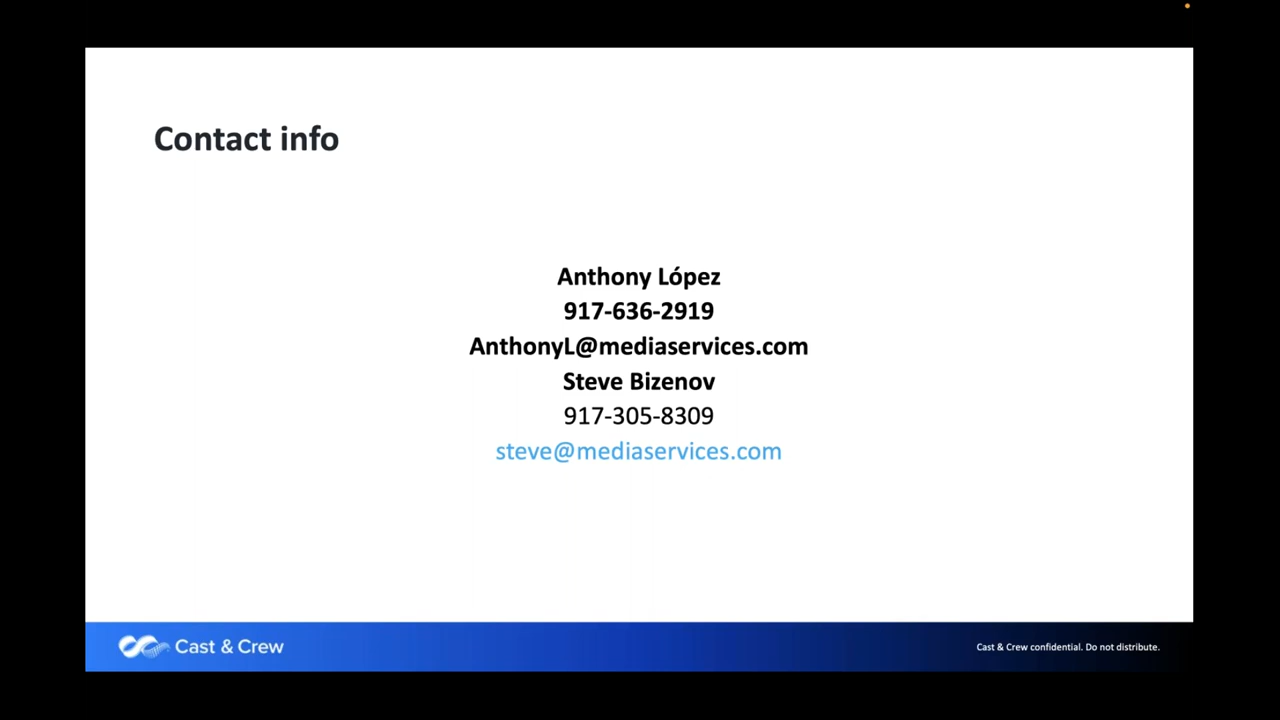 Contact info
Anthony López
917-636-2919
AnthonyL@mediaservices.com
Steve Bizenov
917-305-8309
steve@mediaservices.com
Cast & Crew
Cast & Crew confidential. Do not distribute.